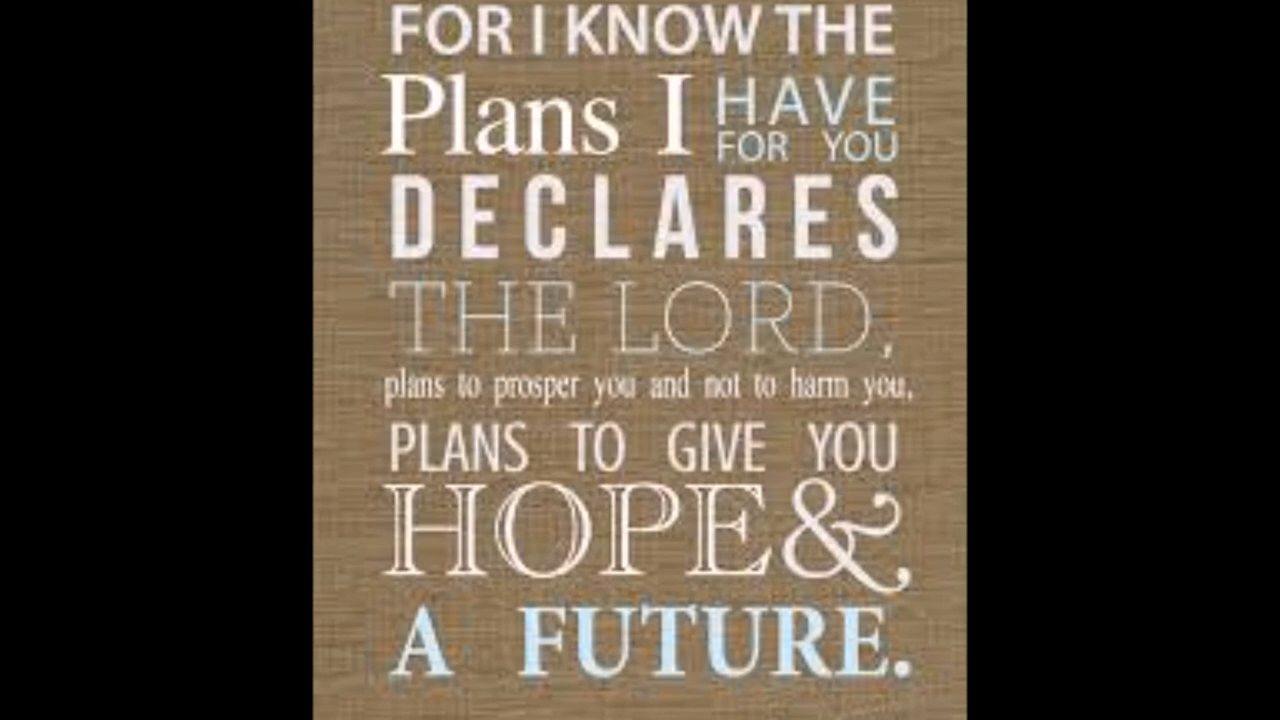 FOR I KNOW THE
Plans I HAVE
FOR YOU
DECLARES
THE LORD,
plans to prosper you and not to harm you,
PLANS TO GIVE YOU
HOPE&
A FUTURE.